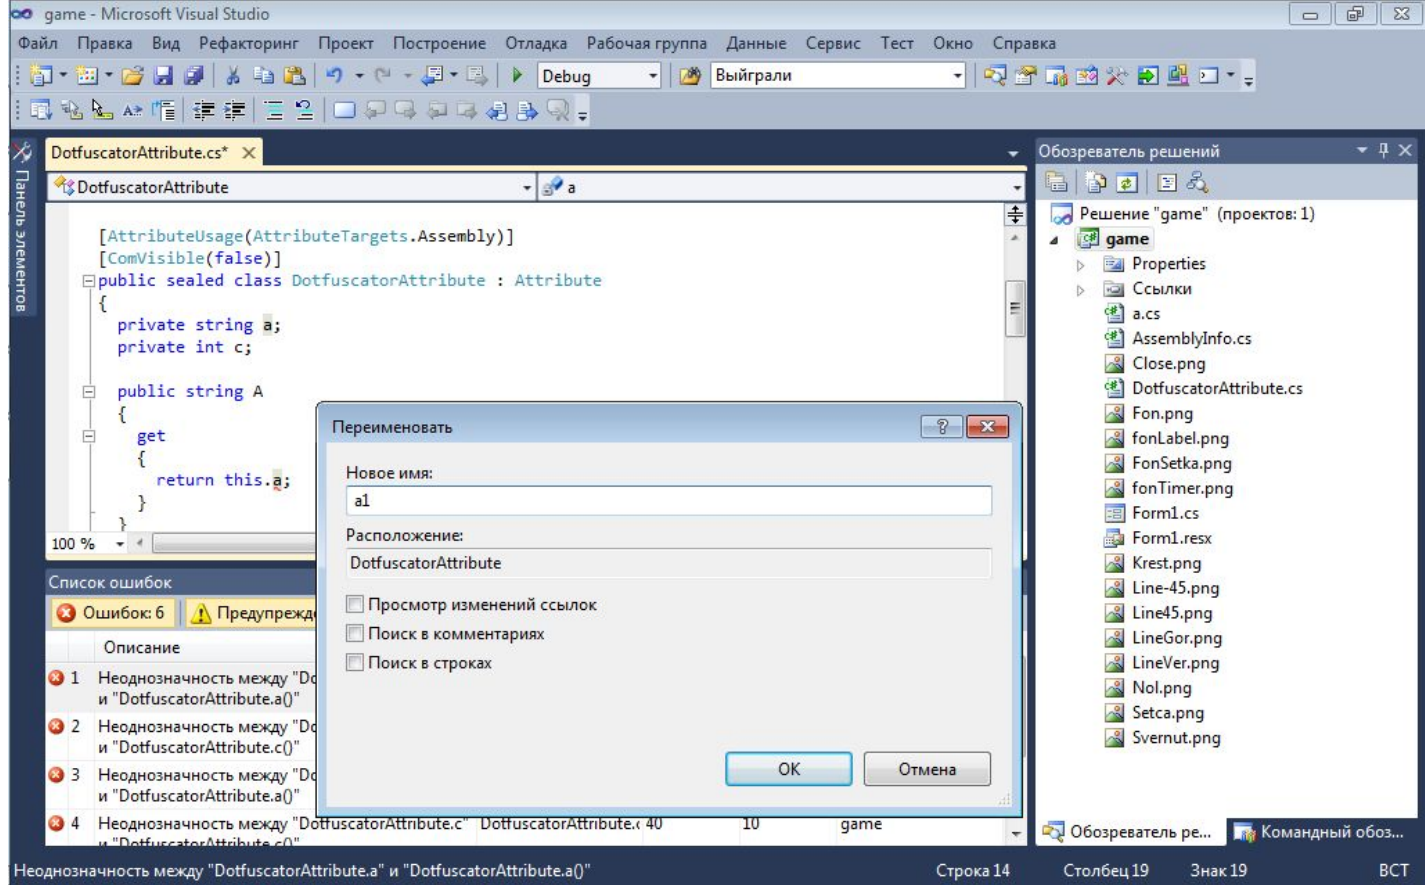 game - Microsoft Visual Studio
Файл Правка Вид Рефакторинг Проект Построение Отладка Рабочая группа Данные Сервис Тест Окно Справка
Debug Выйграли
Панель элементов
DotfuscatorAttribute.cs*
DotfuscatorAttribute a
[AttributeUsage(AttributeTargets.Assembly)]
[ComVisible(false)]
public sealed class DotfuscatorAttribute : Attribute
{
private string a;
private int c;
public string A
{
get
{
return this.a;
}
}
100 %
Переименовать
Новое имя:
a1
Расположение:
DotfuscatorAttribute
Просмотр изменений ссылок
Поиск в комментариях
Поиск в строках
OK Отмена
Список ошибок
Ошибок: 6
Описание
1 Неоднозначность между
и "DotfuscatorAttribute.a()"
2 Неоднозначность между
и "DotfuscatorAttribute.c()"
3 Неоднозначность между
и "DotfuscatorAttribute.a()"
4 Неоднозначность между "DotfuscatorAttribute.c" DotfuscatorAttribute.c 40 10 game
и "DotfuscatorAttribute.c()"
Обозреватель решений
Решение "game" (проектов: 1)
game
Properties
Ссылки
a.cs
AssemblyInfo.cs
Close.png
DotfuscatorAttribute.cs
Fon.png
fonLabel.png
FonSetka.png
fonTimer.png
Form1.cs
Form1.resx
Krest.png
Line-45.png
Line45.png
LineGor.png
LineVer.png
Nol.png
Setca.png
Svernut.png
Обозреватель ре... Командный обоз...
Неоднозначность между "DotfuscatorAttribute.a" и "DotfuscatorAttribute.a()" Строка 14 Столбец 19 Знак 19 ВСТ